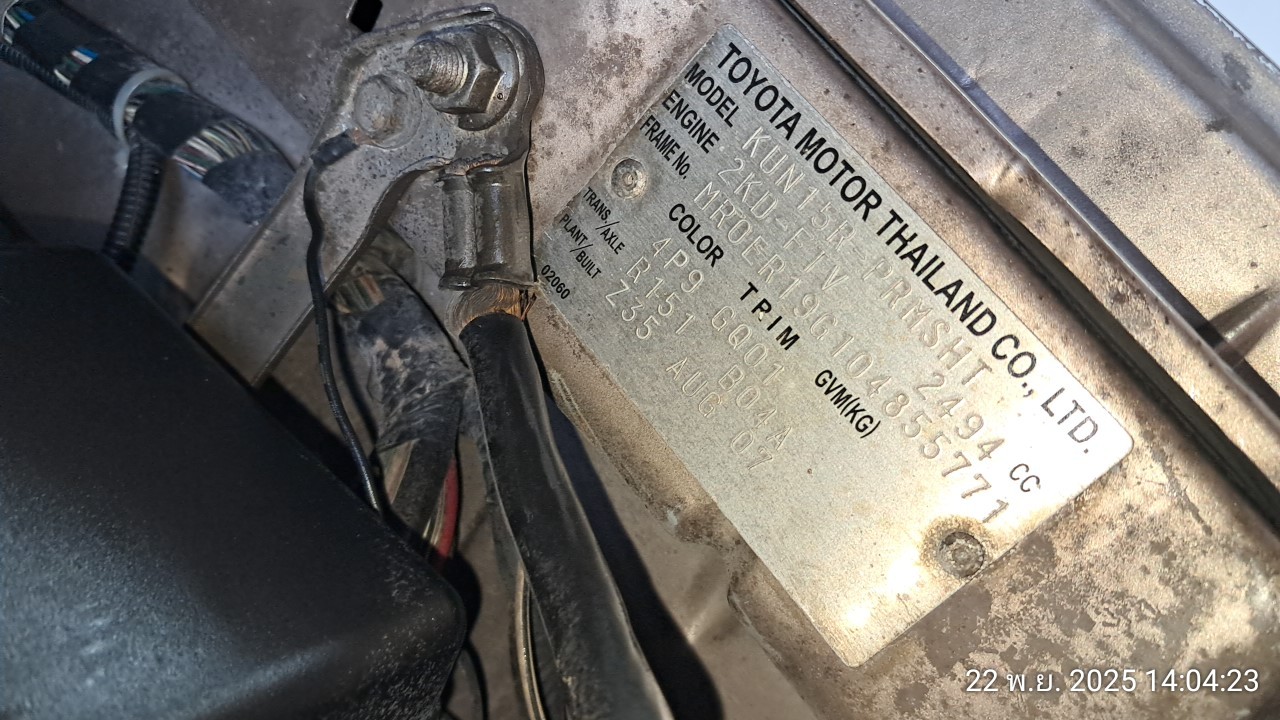 TOYOTA MOTOR THAILAND CO., LTD.
MODEL KUN15R-PRMSHT
ENGINE 2KD-FTV 2494 CC
FRAME No. MR0ER19G104855771
COLOR TRIM GVM(KG)
4P9 GQ01
TRANS./AXLE R151 B04A
PLANT/BUILT Z35 AUG 07
02060
22 พ.ย. 2025 14:04:23